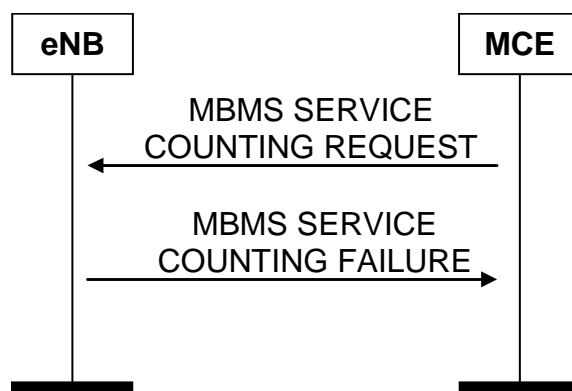 eNB
MCE
MBMS SERVICE
COUNTING REQUEST
MBMS SERVICE
COUNTING FAILURE